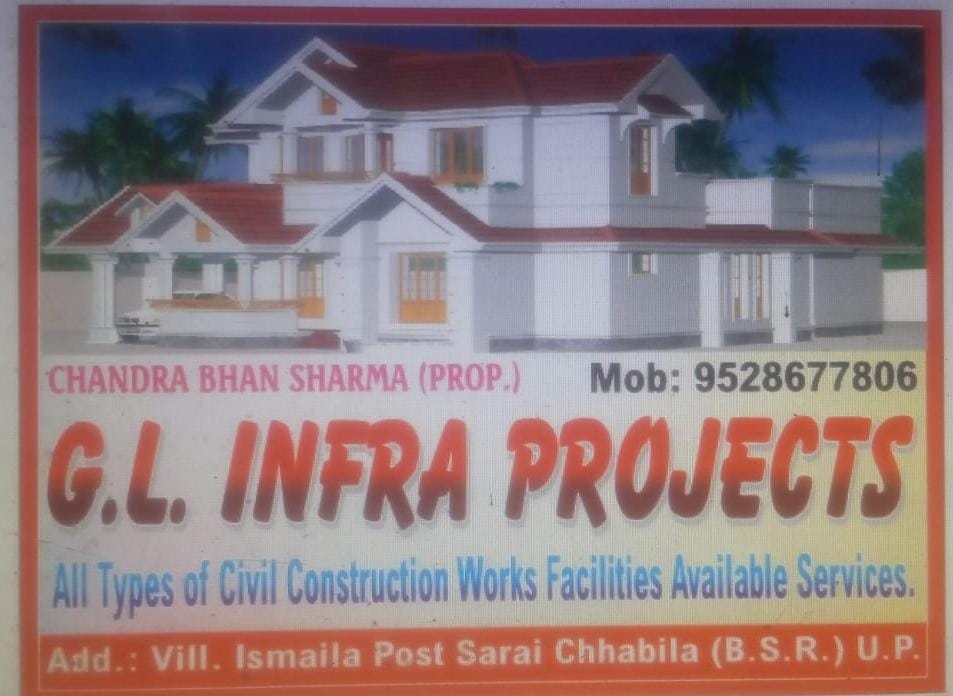 CHANDRA BHAN SHARMA (PROP.) Mob: 9528677806
G.L. INFRA PROJECTS
All Types of Civil Construction Works Facilities Available Services.
Add.: Vill. Ismaila Post Sarai Chhabila (B.S.R.) U.P.